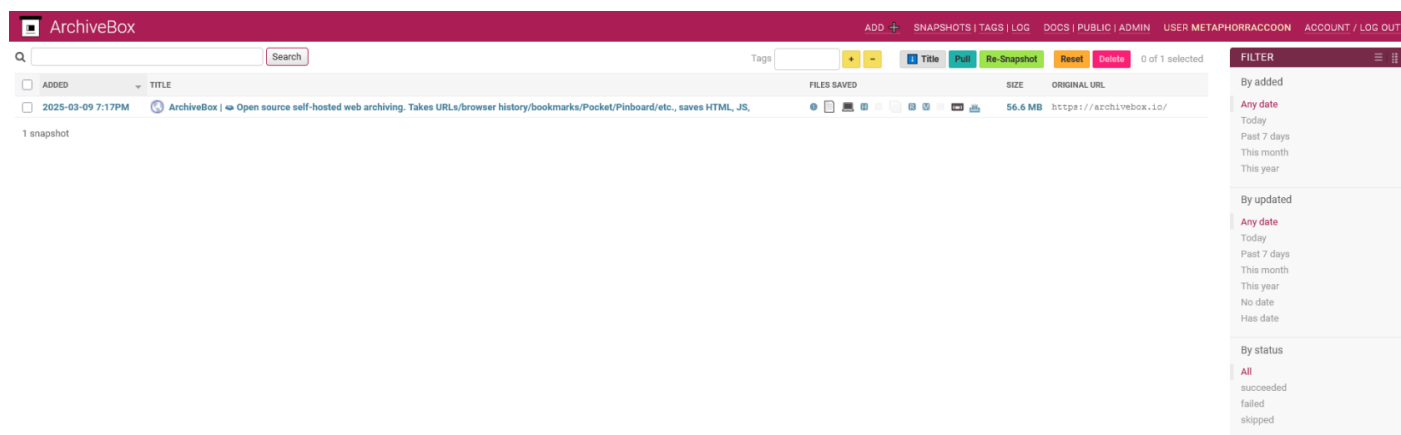 ArchiveBox
ADD + SNAPSHOTS | TAGS | LOG DOCS | PUBLIC | ADMIN USER METAPHORRACCOON ACCOUNT / LOG OUT
Search
Tags + − Title Pull Re-Snapshot Reset Delete 0 of 1 selected
ADDED TITLE FILES SAVED SIZE ORIGINAL URL
2025-03-09 7:17PM ArchiveBox | Open source self-hosted web archiving. Takes URLs/browser history/bookmarks/Pocket/Pinboard/etc., saves HTML, JS, 56.6 MB https://archivebox.io/
1 snapshot
FILTER
By added
Any date
Today
Past 7 days
This month
This year
By updated
Any date
Today
Past 7 days
This month
This year
No date
Has date
By status
All
succeeded
failed
skipped